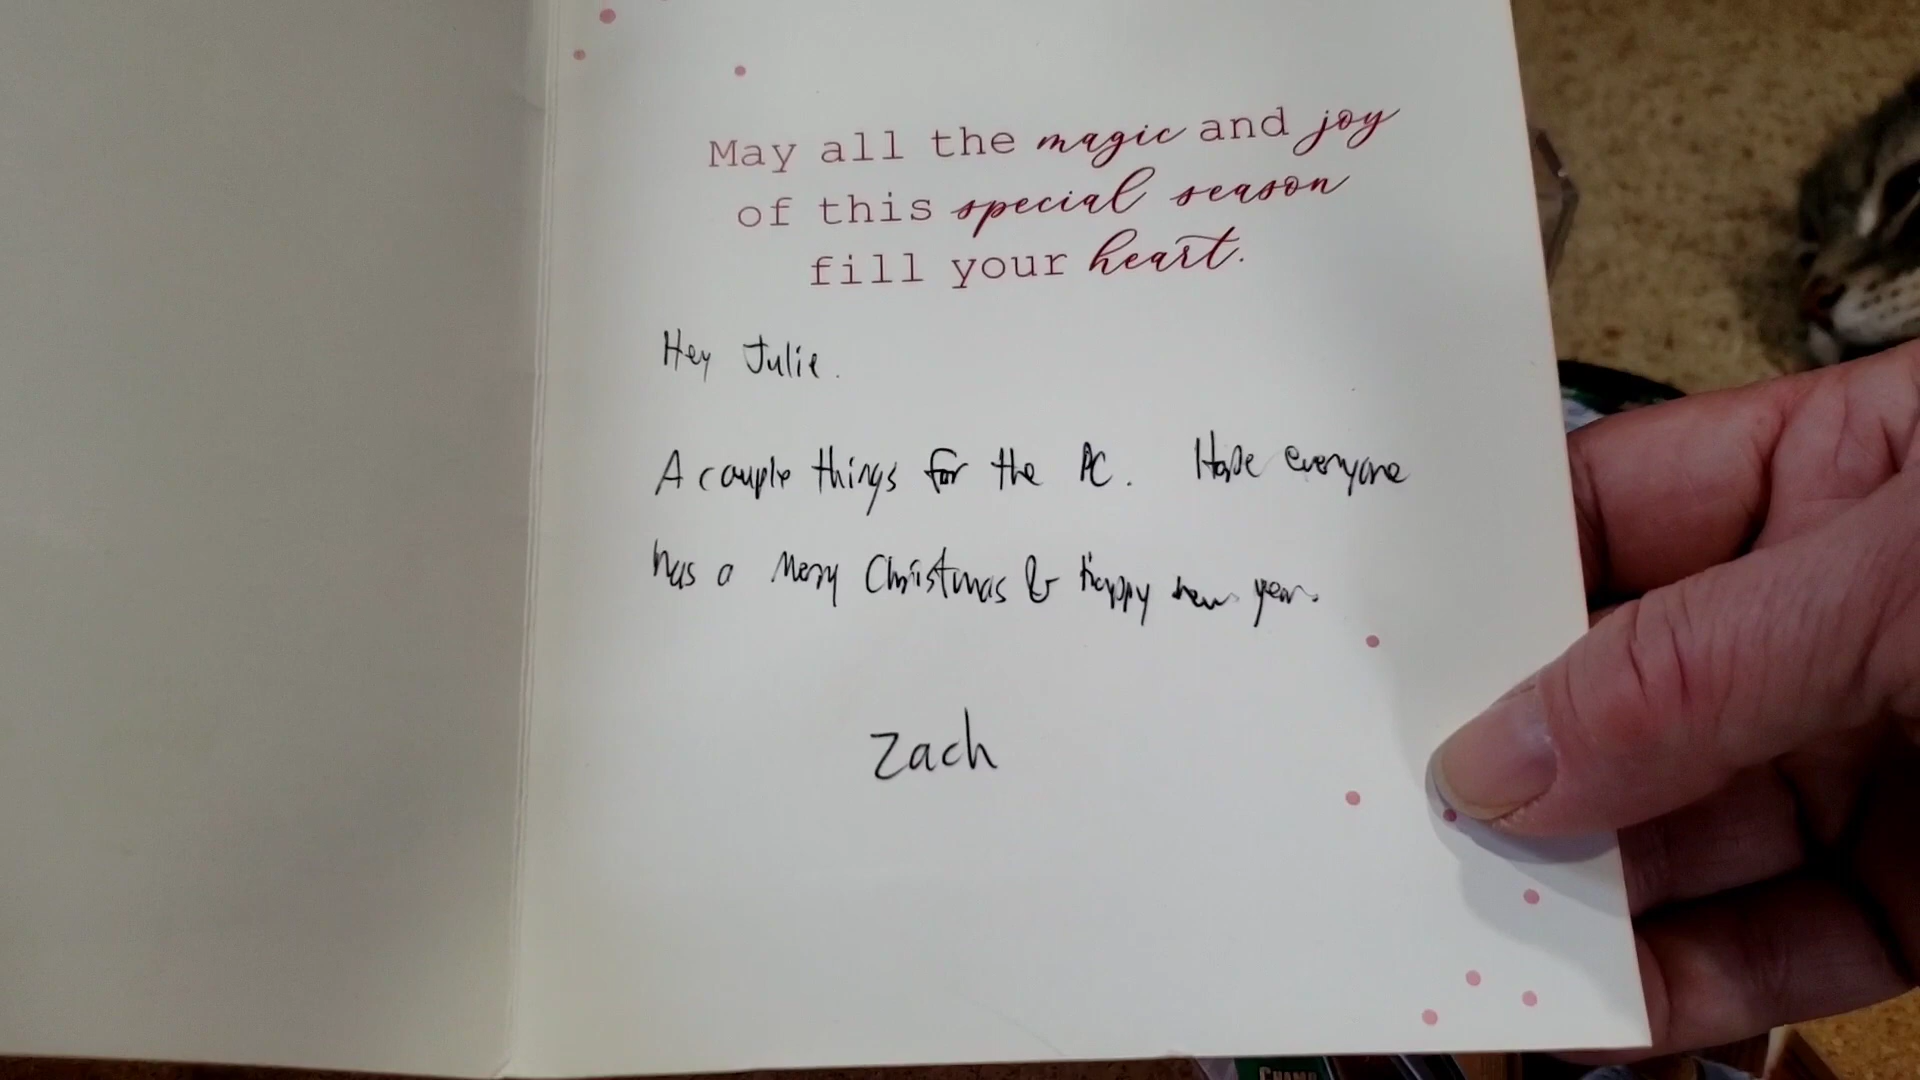 May all the magic and joy
of this special season
fill your heart.
Hey Julie.
A couple things for the PC. Hope everyone
has a Merry Christmas & Happy new year.
Zach
CHAMP